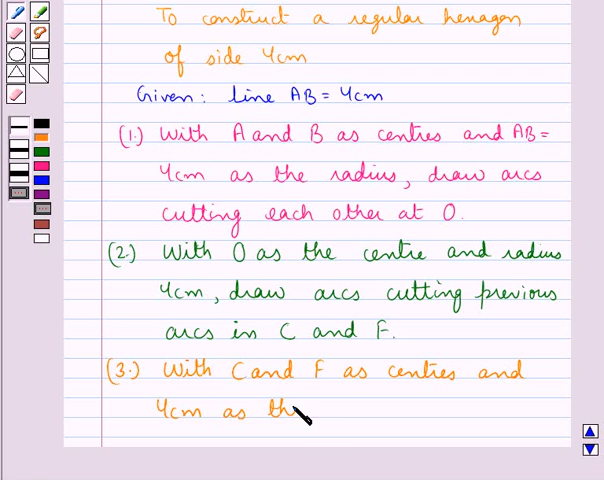 To construct a regular hexagon
of side 4cm
Given: line AB = 4cm
(1.) With A and B as centres and AB =
4cm as the radius, draw arcs
cutting each other at O.
(2.) With O as the centre and radius
4cm, draw arcs cutting previous
arcs in C and F.
(3.) With C and F as centres and
4cm as th